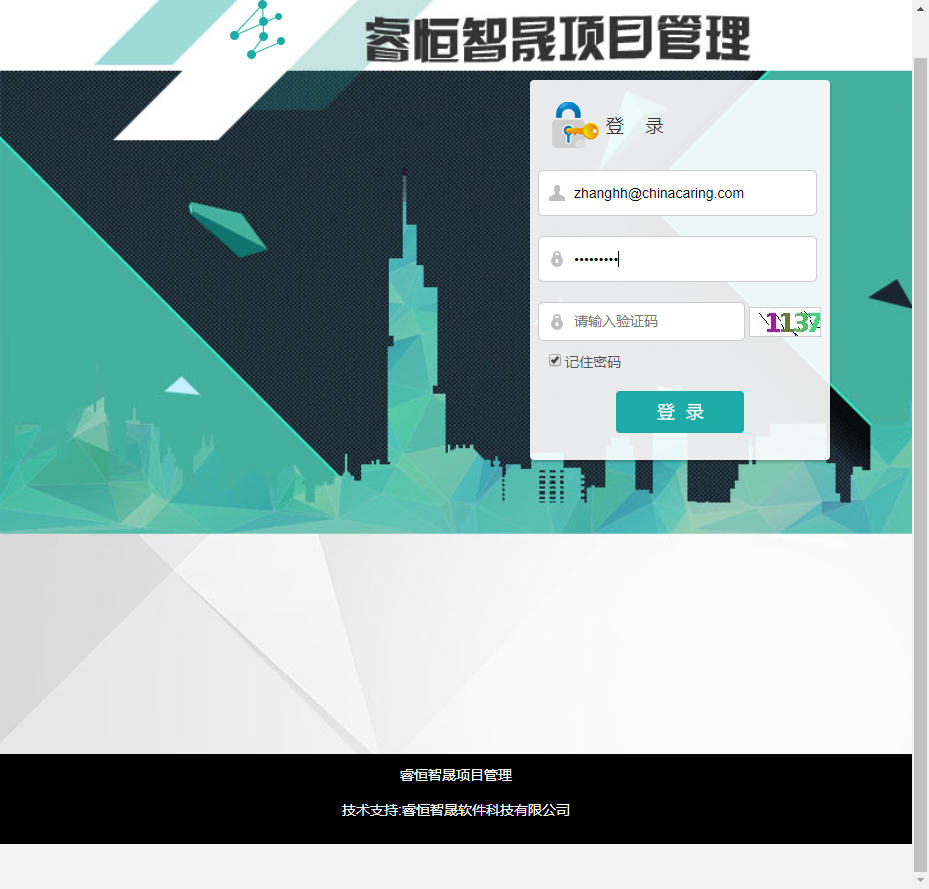 睿恒智晟项目管理
登 录
zhanghh@chinacaring.com
•••••••••
请输入验证码
1137
记住密码
登 录
睿恒智晟项目管理
技术支持:睿恒智晟软件科技有限公司